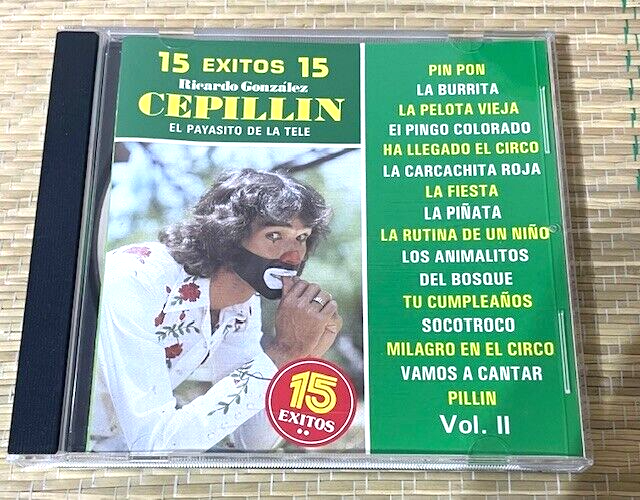 15 EXITOS 15
Ricardo González
CEPILLIN
EL PAYASITO DE LA TELE
15
EXITOS
PIN PON
LA BURRITA
LA PELOTA VIEJA
El PINGO COLORADO
HA LLEGADO EL CIRCO
LA CARCACHITA ROJA
LA FIESTA
LA PIÑATA
LA RUTINA DE UN NIÑO
LOS ANIMALITOS
DEL BOSQUE
TU CUMPLEAÑOS
SOCOTROCO
MILAGRO EN EL CIRCO
VAMOS A CANTAR
PILLIN
Vol. II